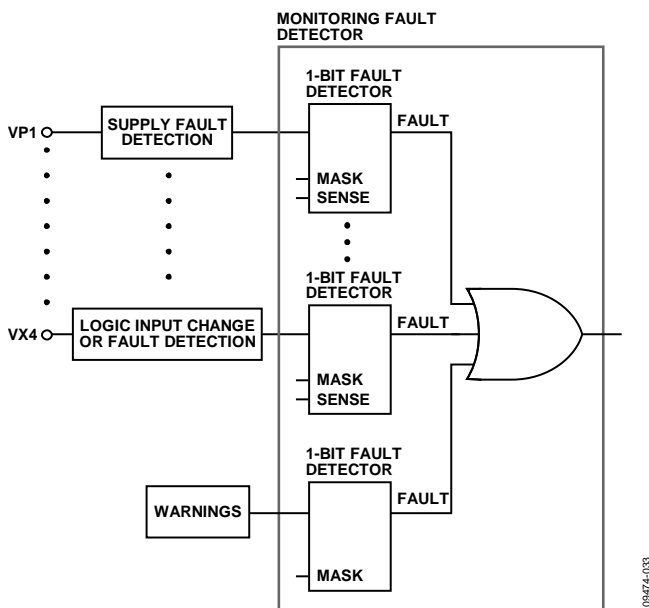 MONITORING FAULT
DETECTOR
1-BIT FAULT
DETECTOR
FAULT
VP1
SUPPLY FAULT
DETECTION
MASK
SENSE
1-BIT FAULT
DETECTOR
FAULT
VX4
LOGIC INPUT CHANGE
OR FAULT DETECTION
MASK
SENSE
1-BIT FAULT
DETECTOR
FAULT
WARNINGS
MASK
09474-033